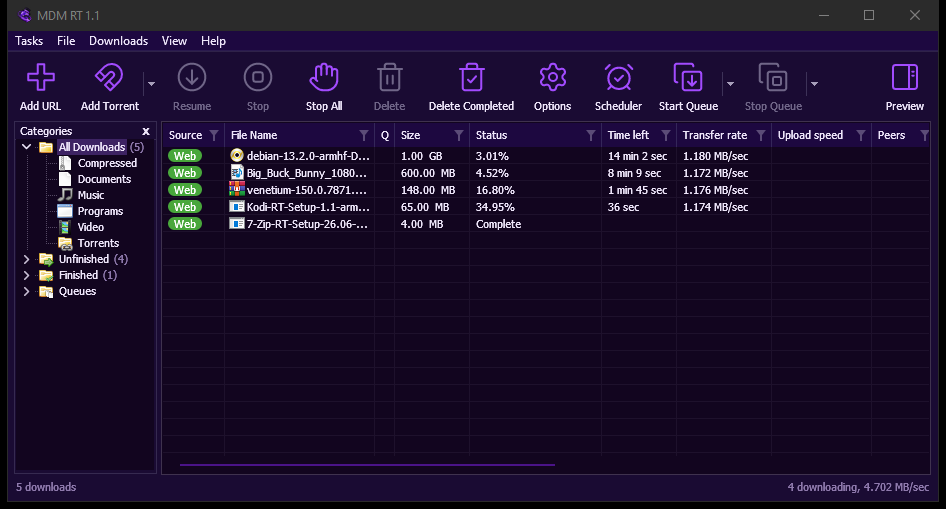 MDM RT 1.1
Tasks File Downloads View Help
Add URL Add Torrent Resume Stop Stop All Delete Delete Completed Options Scheduler Start Queue Stop Queue Preview
Categories x
All Downloads (5)
Compressed
Documents
Music
Programs
Video
Torrents
Unfinished (4)
Finished (1)
Queues
Source File Name Q Size Status Time left Transfer rate Upload speed Peers
Web debian-13.2.0-armhf-D... 1.00 GB 3.01% 14 min 2 sec 1.180 MB/sec
Web Big_Buck_Bunny_1080... 600.00 MB 4.52% 8 min 9 sec 1.172 MB/sec
Web venetium-150.0.7871.... 148.00 MB 16.80% 1 min 45 sec 1.176 MB/sec
Web Kodi-RT-Setup-1.1-arm... 65.00 MB 34.95% 36 sec 1.174 MB/sec
Web 7-Zip-RT-Setup-26.06-... 4.00 MB Complete
5 downloads 4 downloading, 4.702 MB/sec